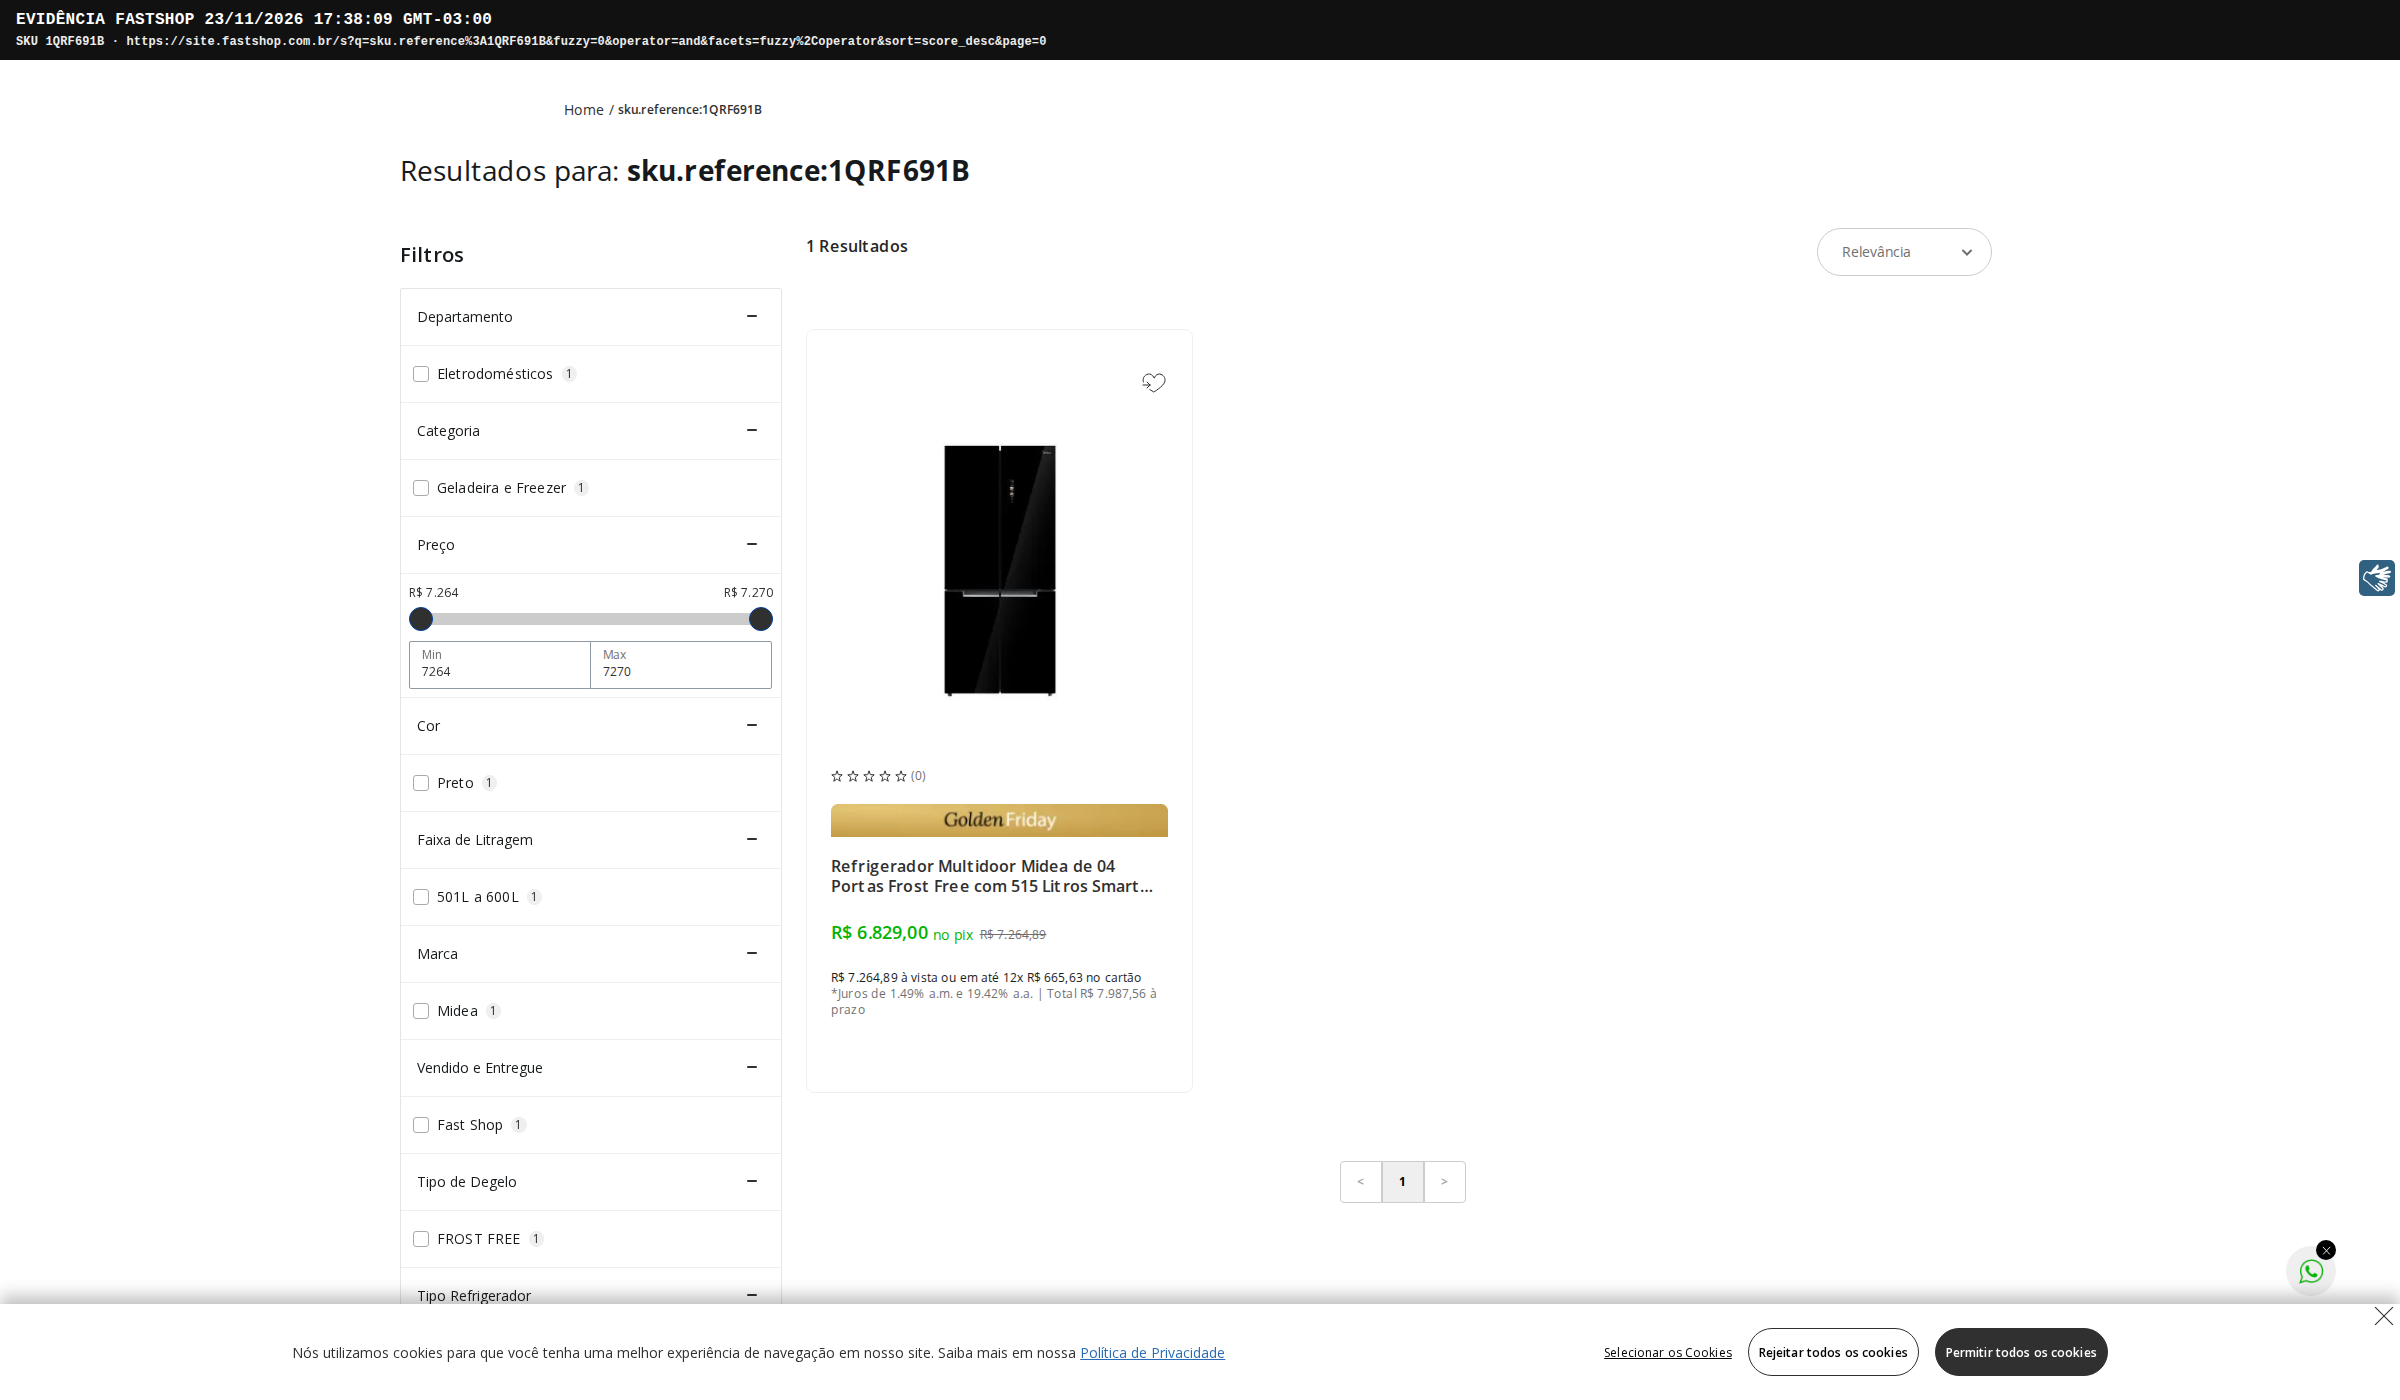 EVIDÊNCIA FASTSHOP 23/11/2026 17:38:09 GMT-03:00
SKU 1QRF691B · https://site.fastshop.com.br/s?q=sku.reference%3A1QRF691B&fuzzy=0&operator=and&facets=fuzzy%2Coperator&sort=score_desc&page=0
Home / sku.reference:1QRF691B
Resultados para: sku.reference:1QRF691B
Filtros
1 Resultados
Relevância
Departamento
Eletrodomésticos 1
Categoria
Geladeira e Freezer 1
Preço
R$ 7.264 R$ 7.270
Min Max
7264 7270
Cor
Preto 1
Faixa de Litragem
501L a 600L 1
Marca
Midea 1
Vendido e Entregue
Fast Shop 1
Tipo de Degelo
FROST FREE 1
Tipo Refrigerador
(0)
Golden Friday
Refrigerador Multidoor Midea de 04
Portas Frost Free com 515 Litros Smart...
R$ 6.829,00 no pix R$ 7.264,89
R$ 7.264,89 à vista ou em até 12x R$ 665,63 no cartão
*Juros de 1.49% a.m. e 19.42% a.a. | Total R$ 7.987,56 à
prazo
< 1 >
Nós utilizamos cookies para que você tenha uma melhor experiência de navegação em nosso site. Saiba mais em nossa Política de Privacidade
Selecionar os Cookies
Rejeitar todos os cookies
Permitir todos os cookies